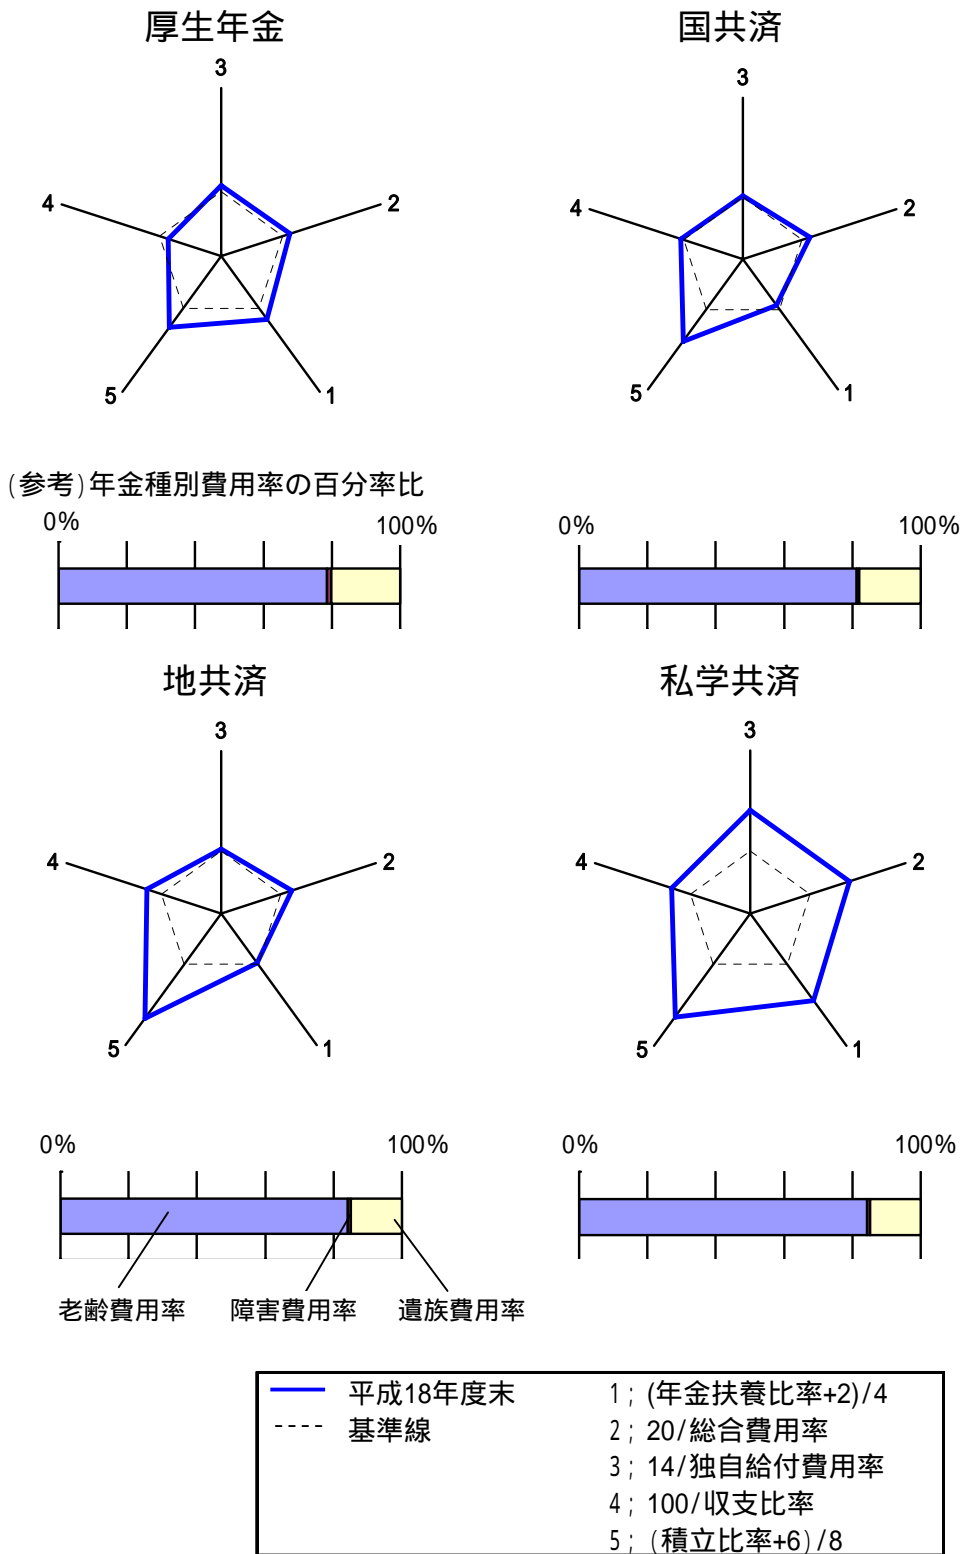 厚生年金
国共済
3
3
4
2
4
2
5
1
5
1
(参考)年金種別費用率の百分率比
0%
100%
0%
100%
地共済
私学共済
3
3
4
2
4
2
5
1
5
1
0%
100%
0%
100%
老齢費用率
障害費用率
遺族費用率
平成18年度末
基準線
1 ; (年金扶養比率+2)/4
2 ; 20/総合費用率
3 ; 14/独自給付費用率
4 ; 100/収支比率
5 ; (積立比率+6)/8